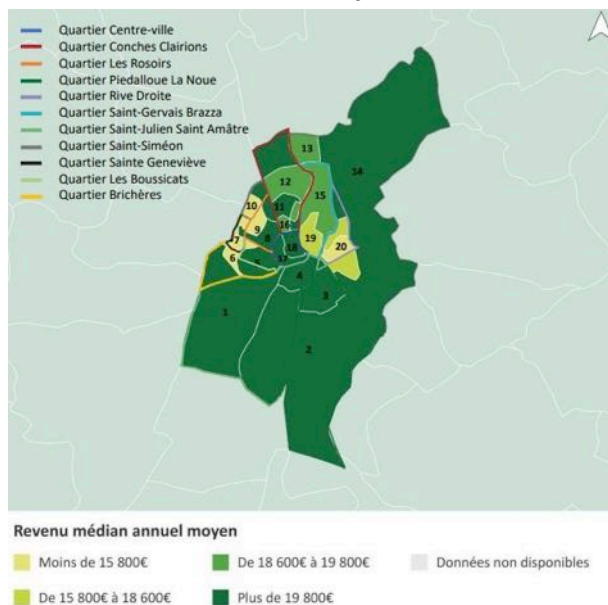 Quartier Centre-ville
Quartier Conches Clairions
Quartier Les Rosoirs
Quartier Piedalloue La Noue
Quartier Rive Droite
Quartier Saint-Gervais Brazza
Quartier Saint-Julien Saint Amâtre
Quartier Saint-Siméon
Quartier Sainte Geneviève
Quartier Les Boussicats
Quartier Brichères
13
14
12
15
10
11
16
9
8
19
20
7
18
6
5
17
4
3
1
2
Revenu médian annuel moyen
Moins de 15 800€
De 18 600€ à 19 800€
Données non disponibles
De 15 800€ à 18 600€
Plus de 19 800€